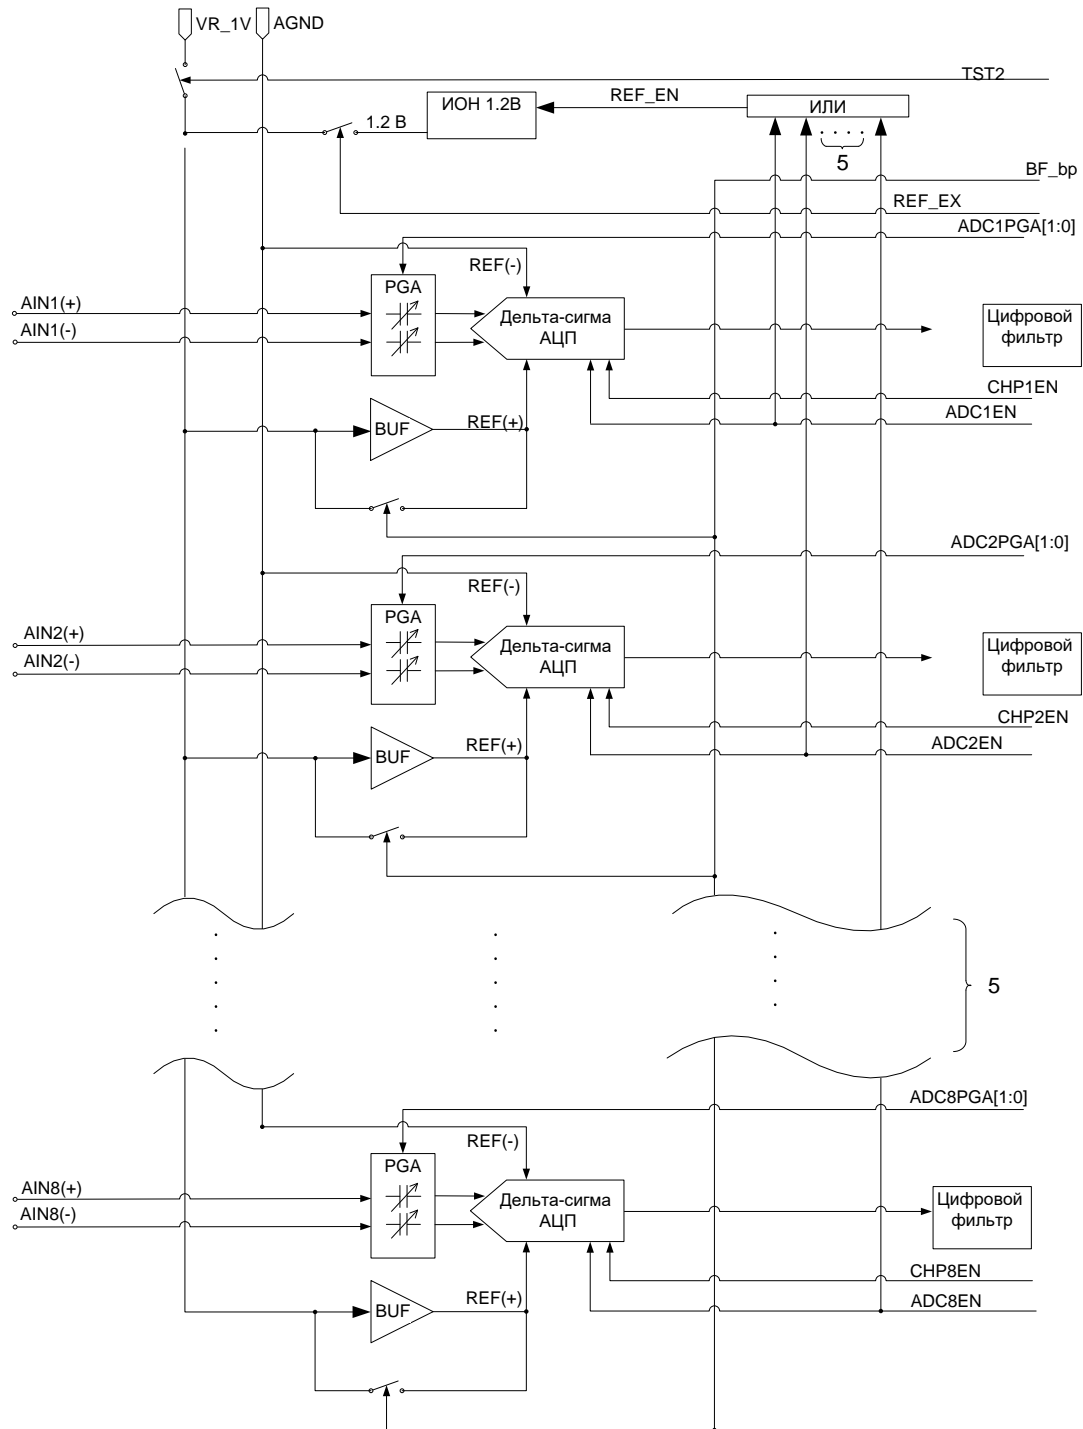 VR_1V
AGND
TST2
ИОН 1.2В
REF_EN
ИЛИ
1.2 В
5
BF_bp
REF_EX
ADC1PGA[1:0]
REF(-)
PGA
AIN1(+)
AIN1(-)
Дельта-сигма
АЦП
Цифровой
фильтр
CHP1EN
ADC1EN
BUF
REF(+)
ADC2PGA[1:0]
REF(-)
PGA
AIN2(+)
AIN2(-)
Дельта-сигма
АЦП
Цифровой
фильтр
CHP2EN
ADC2EN
BUF
REF(+)
5
ADC8PGA[1:0]
REF(-)
PGA
AIN8(+)
AIN8(-)
Дельта-сигма
АЦП
Цифровой
фильтр
CHP8EN
ADC8EN
BUF
REF(+)